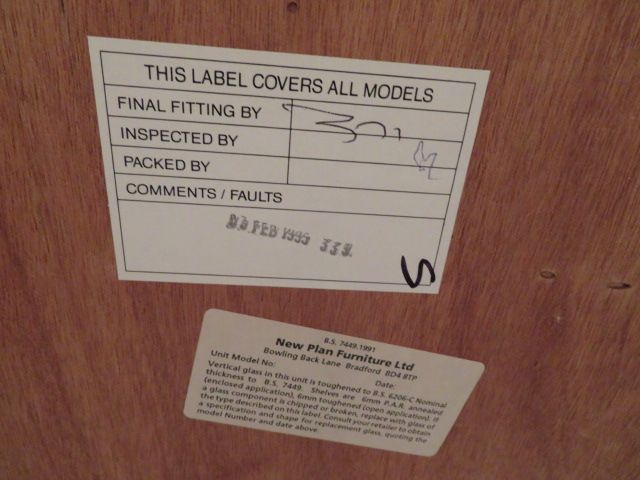 THIS LABEL COVERS ALL MODELS
FINAL FITTING BY
INSPECTED BY
PACKED BY
COMMENTS / FAULTS
FEB 1995 339.
B.S. 7449.1991
New Plan Furniture Ltd
Bowling Back Lane Bradford BD4 8TP
Unit Model No: Date:
Vertical glass in this unit is toughened to B.S. 6206-C Nominal
thickness to B.S. 7449. Shelves are 6mm P.A.R. annealed
(enclosed application), 6mm toughened (open application). If
a glass component is chipped or broken, replace with glass of
the type described on this label. Consult your retailer to obtain
a specification and shape for replacement glass, quoting the
model Number and date above.